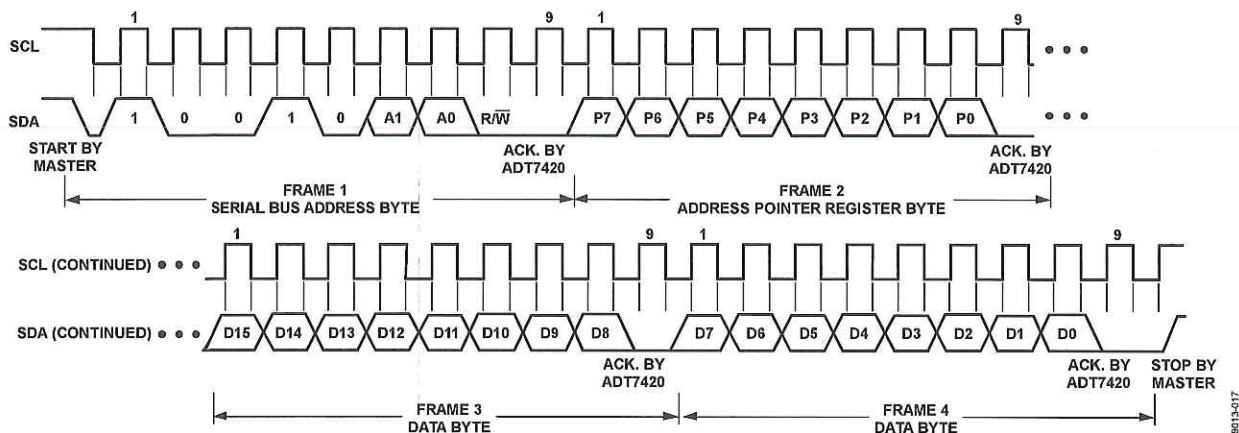 1 9 1 9
SCL
SDA 1 0 0 1 0 A1 A0 R/W̅ P7 P6 P5 P4 P3 P2 P1 P0
START BY MASTER
ACK. BY ADT7420
ACK. BY ADT7420
FRAME 1
SERIAL BUS ADDRESS BYTE
FRAME 2
ADDRESS POINTER REGISTER BYTE
1 9 1 9
SCL (CONTINUED)
SDA (CONTINUED) D15 D14 D13 D12 D11 D10 D9 D8 D7 D6 D5 D4 D3 D2 D1 D0
ACK. BY ADT7420
ACK. BY ADT7420
STOP BY MASTER
FRAME 3
DATA BYTE
FRAME 4
DATA BYTE
9013-017